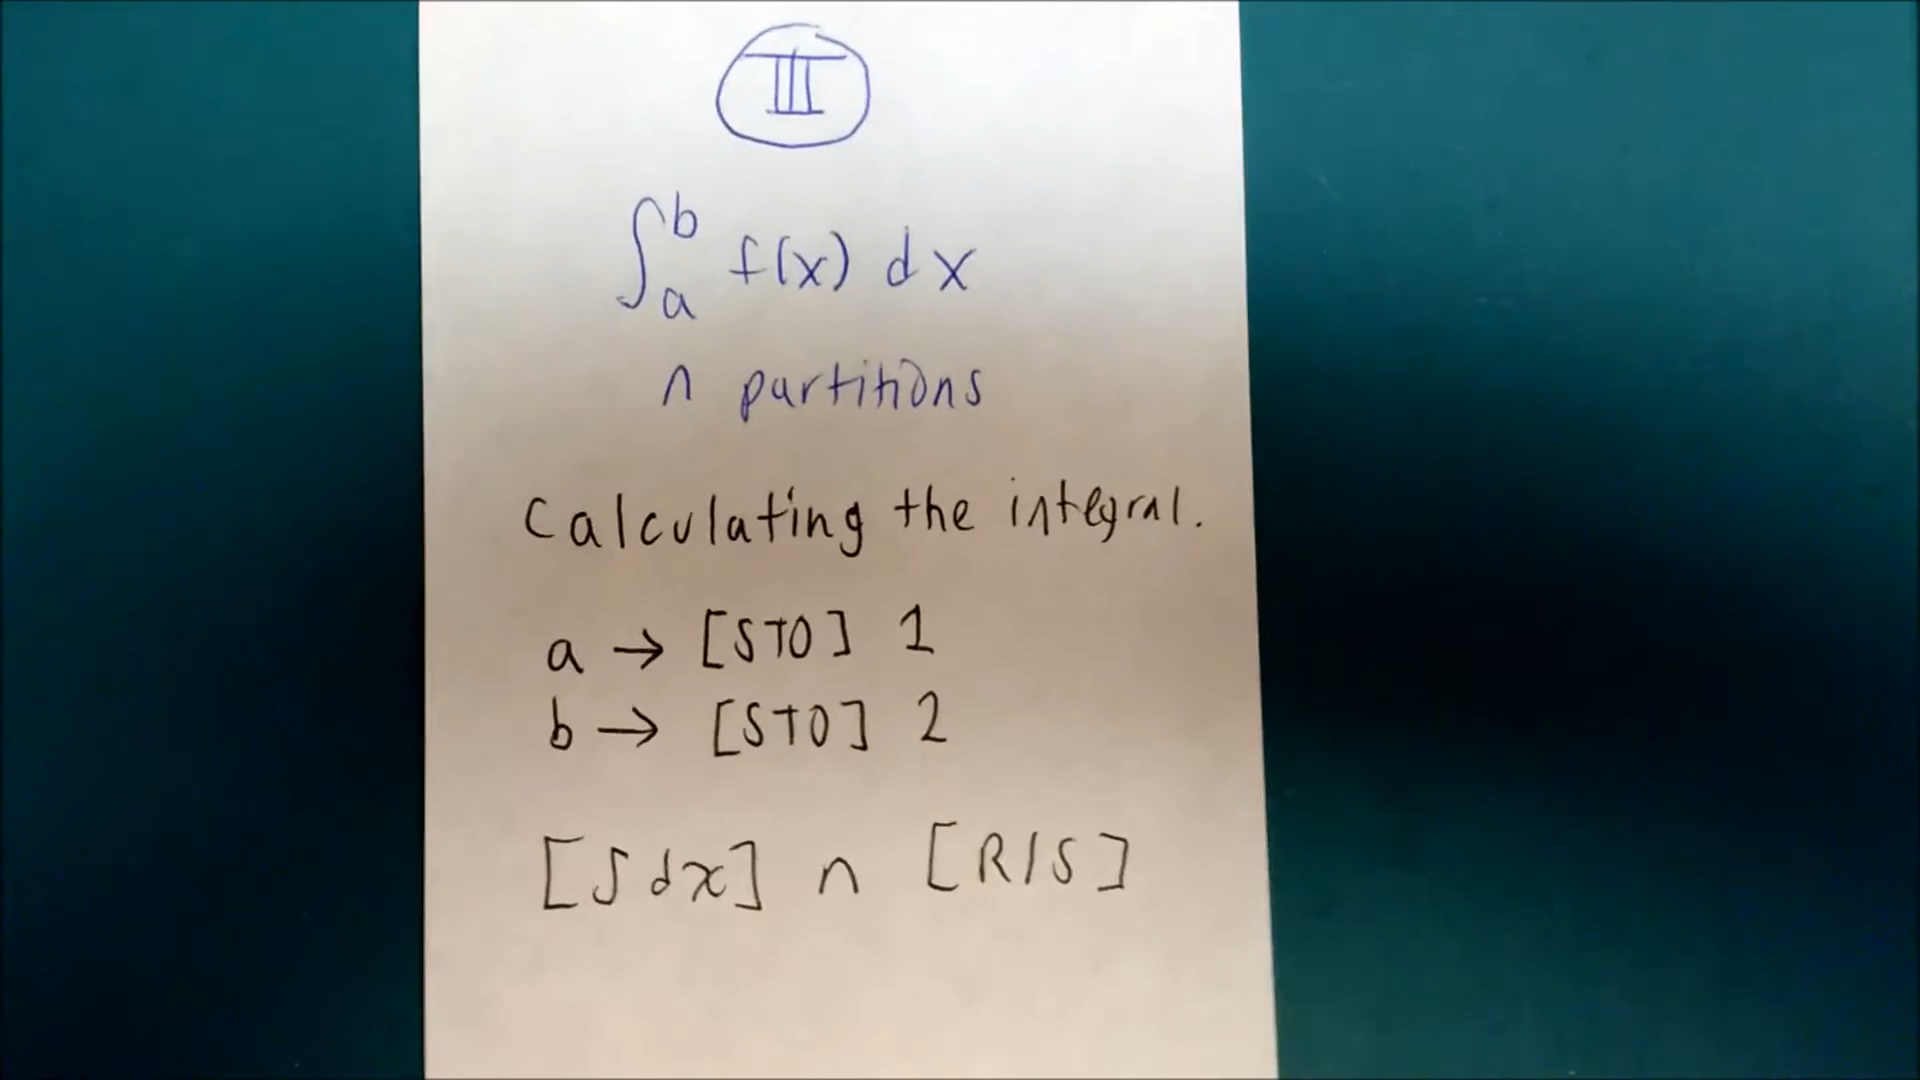 III
∫ₐᵇ f(x) dx
n partitions
Calculating the integral.
a → [STO] 1
b → [STO] 2
[∫dx] n [R/S]